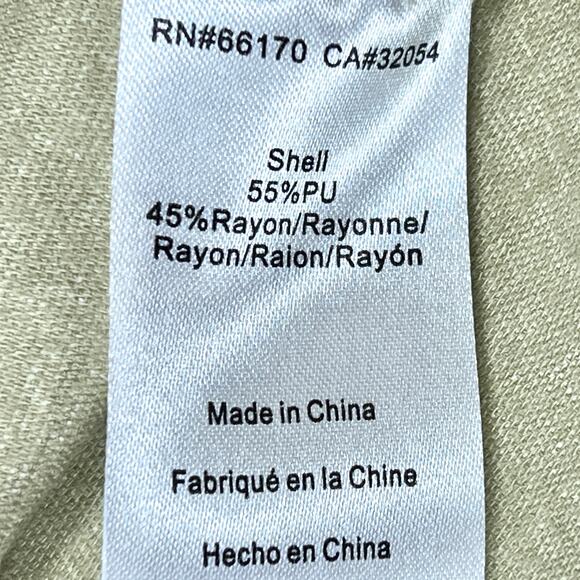 RN#66170 CA#32054
Shell
55%PU
45%Rayon/Rayonne/
Rayon/Raion/Rayón
Made in China
Fabriqué en la Chine
Hecho en China